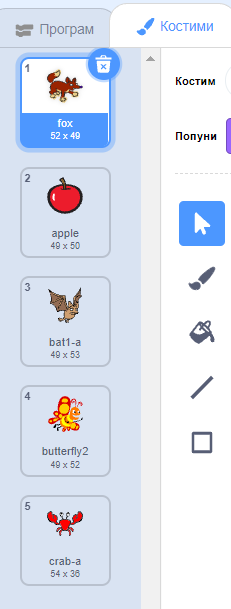 Програм
Костими
1
fox
52 x 49
2
apple
49 x 50
3
bat1-a
49 x 53
4
butterfly2
49 x 52
5
crab-a
54 x 36
Костим
Попуни